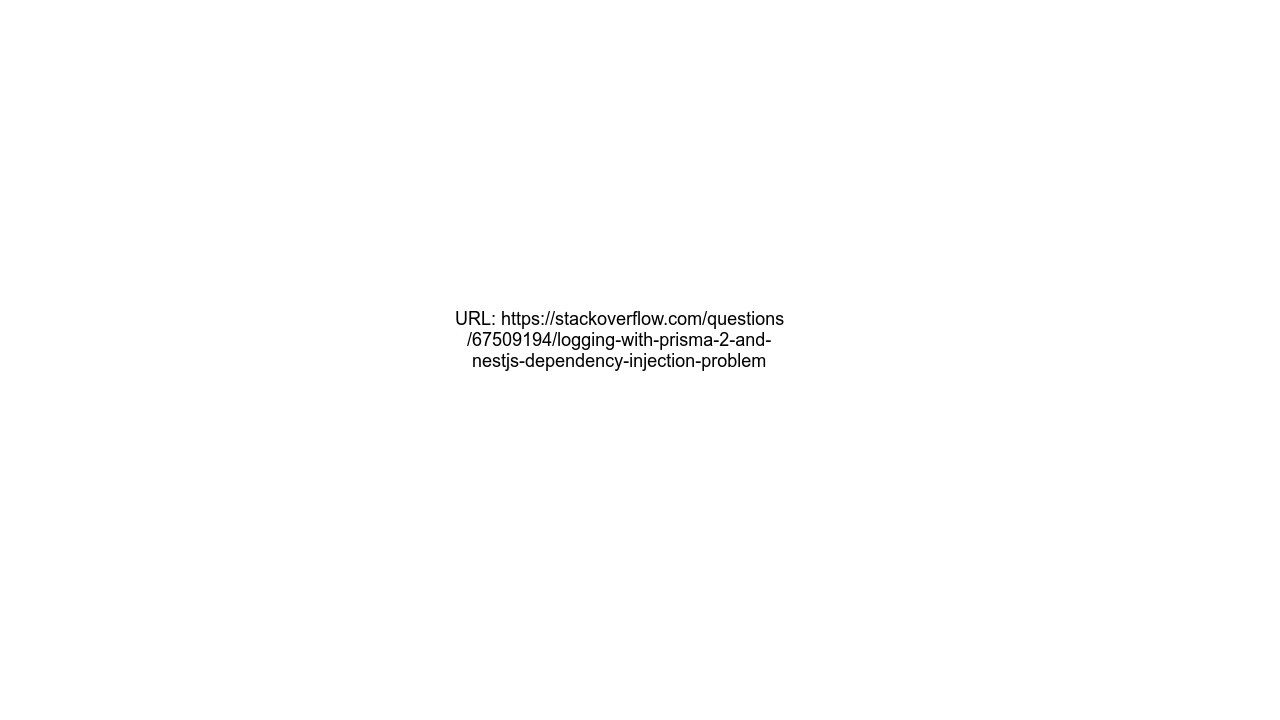 URL: https://stackoverflow.com/questions
/67509194/logging-with-prisma-2-and-
nestjs-dependency-injection-problem